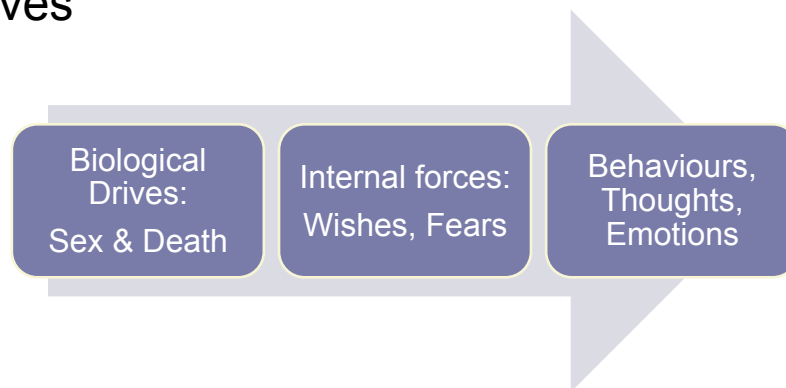 ves
Biological
Drives:
Sex & Death
Internal forces:
Wishes, Fears
Behaviours,
Thoughts,
Emotions